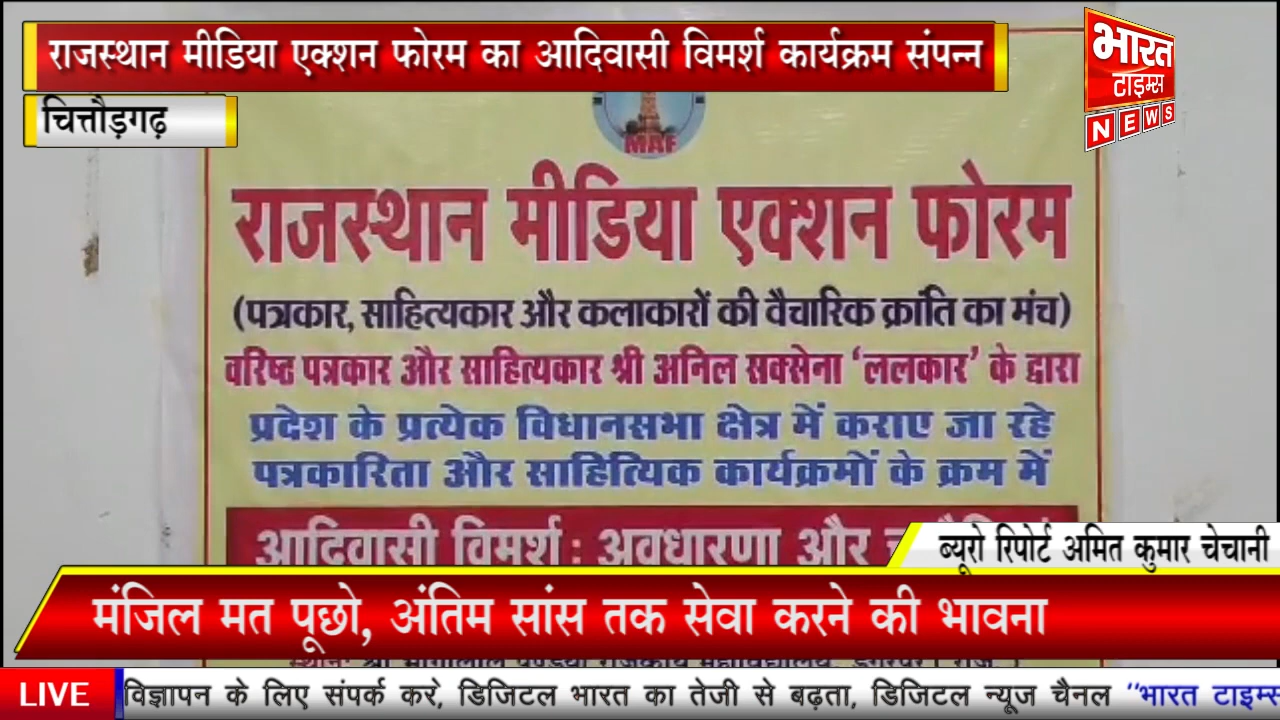 राजस्थान मीडिया एक्शन फोरम का आदिवासी विमर्श कार्यक्रम संपन्न
भारत
टाइम्स
NEWS
चित्तौड़गढ़
MAF
राजस्थान मीडिया एक्शन फोरम
(पत्रकार, साहित्यकार और कलाकारों की वैचारिक क्रांति का मंच)
वरिष्ठ पत्रकार और साहित्यकार श्री अनिल सक्सेना 'ललकार' के द्वारा
प्रदेश के प्रत्येक विधानसभा क्षेत्र में कराए जा रहे
पत्रकारिता और साहित्यिक कार्यक्रमों के क्रम में
आदिवासी विमर्श : अवधारणा और
ब्यूरो रिपोर्ट अमित कुमार चेचानी
मंजिल मत पूछो, अंतिम सांस तक सेवा करने की भावना
LIVE
विज्ञापन के लिए संपर्क करे, डिजिटल भारत का तेजी से बढ़ता, डिजिटल न्यूज चैनल "भारत टाइम्स